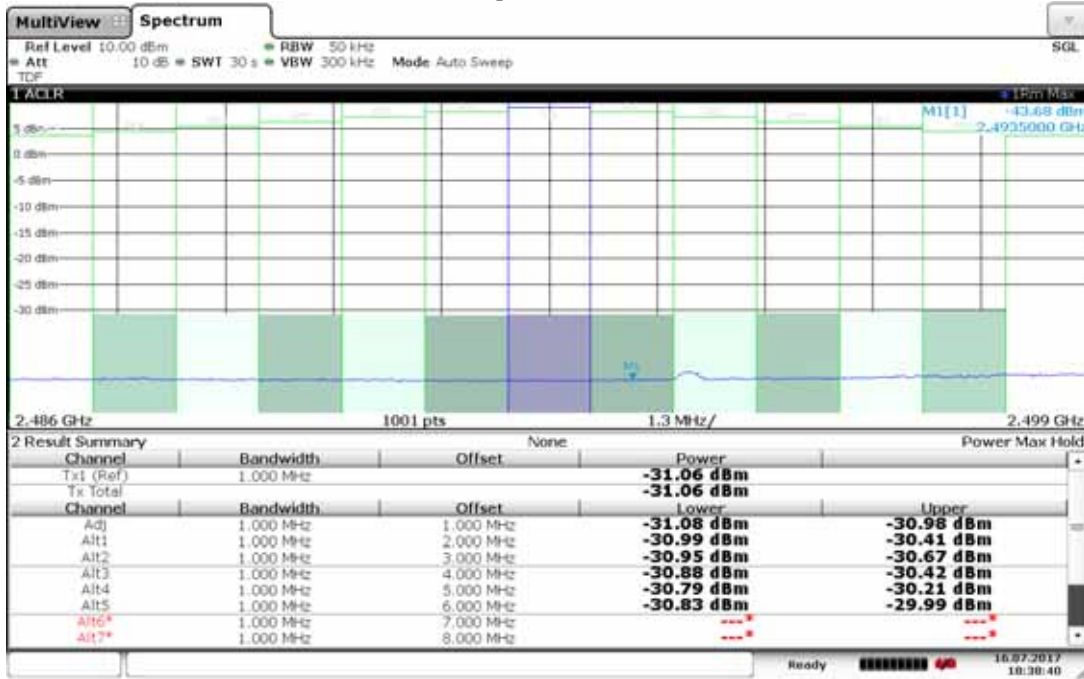 MultiView Spectrum
Ref Level 10.00 dBm RBW 50 kHz SGL
Att 10 dB SWT 30 s VBW 300 kHz Mode Auto Sweep
TDF
1 ACLR 1Rm Max
M1[1] -43.68 dBm
2.4935000 GHz
5 dBm
0 dBm
-5 dBm
-10 dBm
-15 dBm
-20 dBm
-25 dBm
-30 dBm
M1
2.486 GHz 1001 pts 1.3 MHz/ 2.499 GHz
2 Result Summary None Power Max Hold
Channel Bandwidth Offset Power
Tx1 (Ref) 1.000 MHz -31.06 dBm
Tx Total -31.06 dBm
Channel Bandwidth Offset Lower Upper
Adj 1.000 MHz 1.000 MHz -31.08 dBm -30.98 dBm
Alt1 1.000 MHz 2.000 MHz -30.99 dBm -30.41 dBm
Alt2 1.000 MHz 3.000 MHz -30.95 dBm -30.67 dBm
Alt3 1.000 MHz 4.000 MHz -30.88 dBm -30.42 dBm
Alt4 1.000 MHz 5.000 MHz -30.79 dBm -30.21 dBm
Alt5 1.000 MHz 6.000 MHz -30.83 dBm -29.99 dBm
Alt6* 1.000 MHz 7.000 MHz ---* ---*
Alt7* 1.000 MHz 8.000 MHz ---* ---*
Ready 16.07.2017
18:38:40